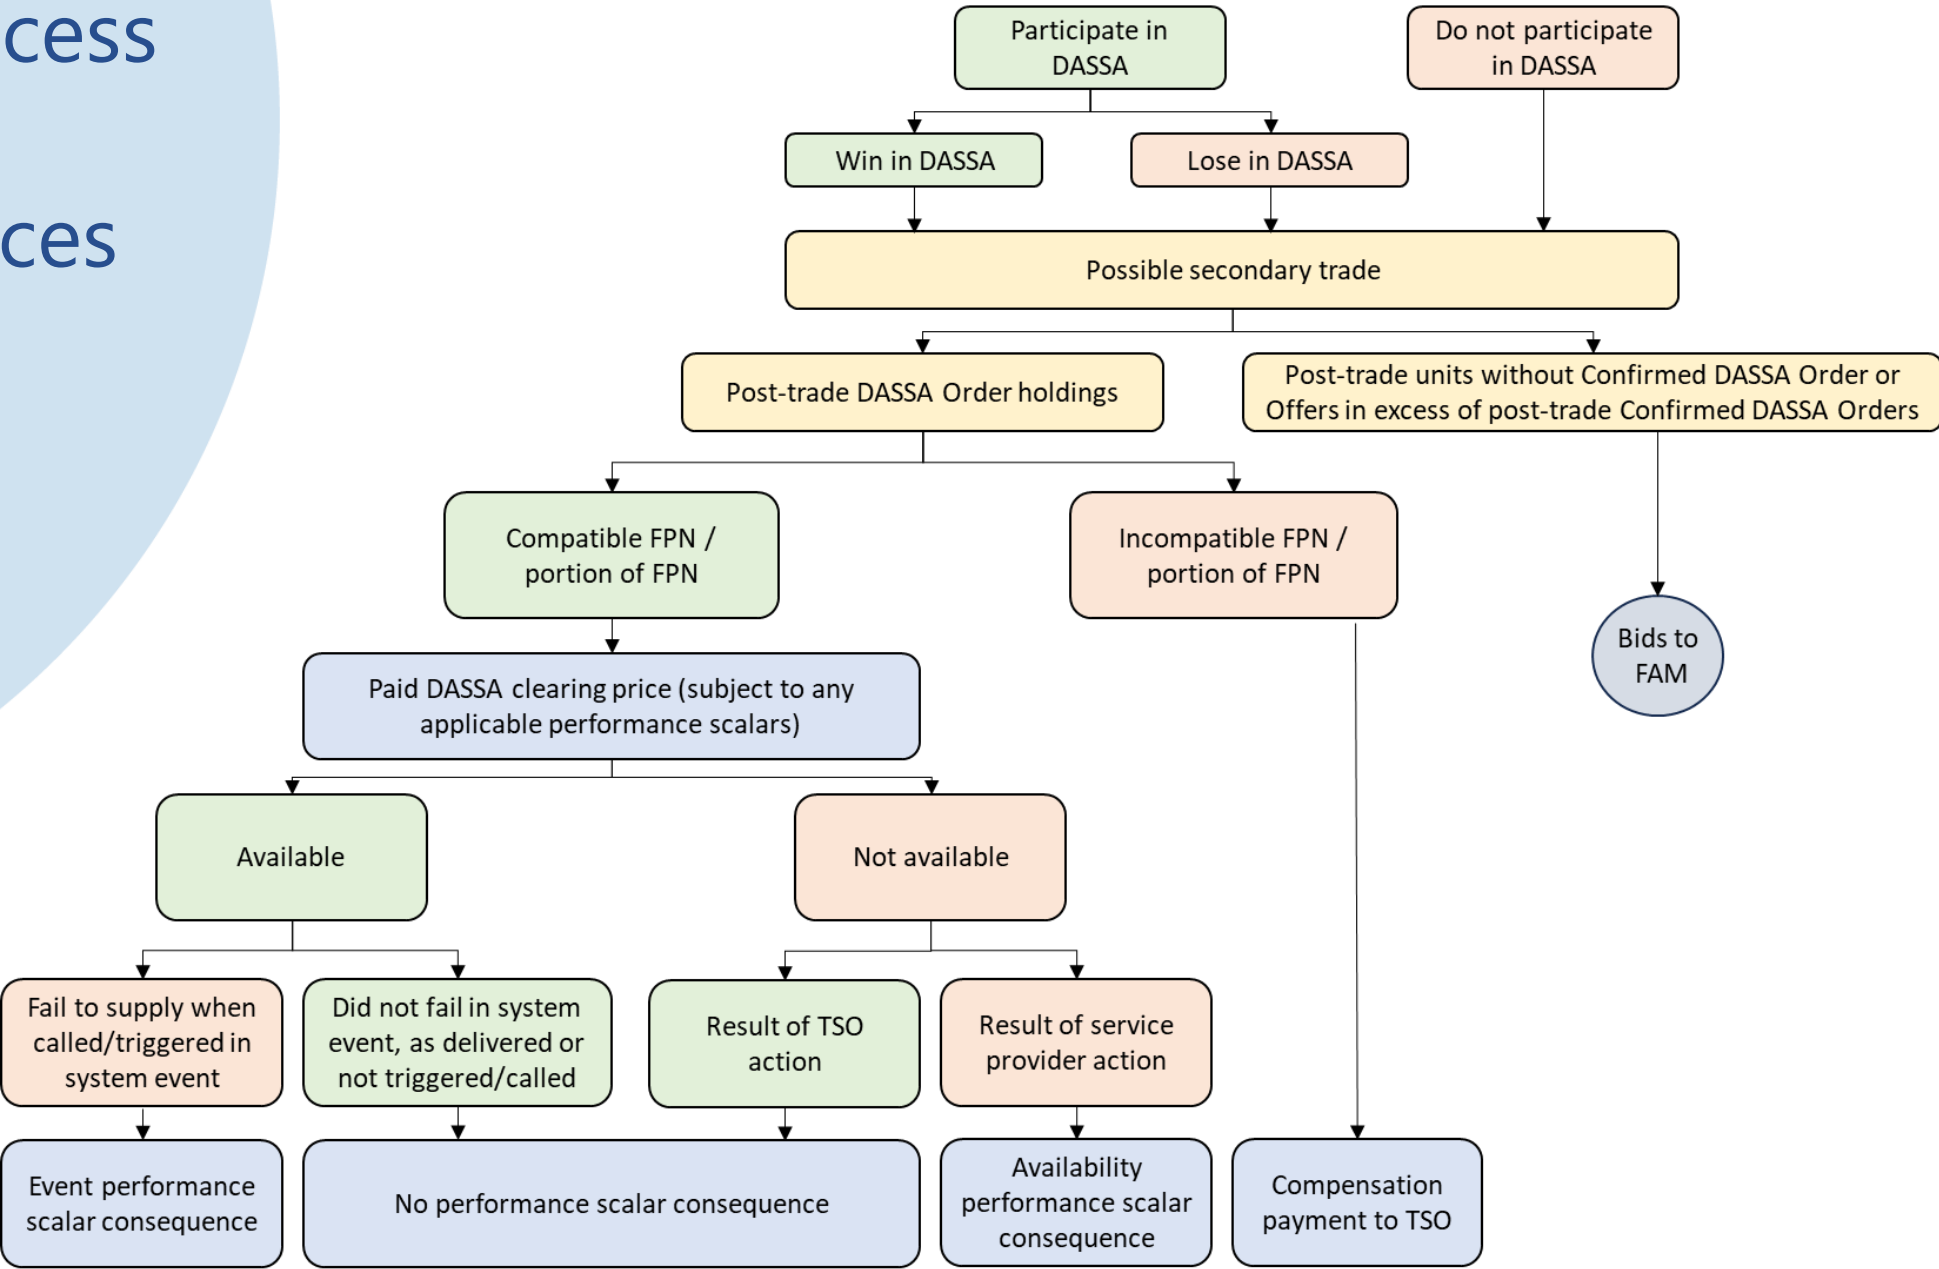 cess
ces
Participate in
DASSA
Do not participate
in DASSA
Win in DASSA
Lose in DASSA
Possible secondary trade
Post-trade DASSA Order holdings
Post-trade units without Confirmed DASSA Order or
Offers in excess of post-trade Confirmed DASSA Orders
Compatible FPN /
portion of FPN
Incompatible FPN /
portion of FPN
Bids to
FAM
Paid DASSA clearing price (subject to any
applicable performance scalars)
Available
Not available
Fail to supply when
called/triggered in
system event
Did not fail in system
event, as delivered or
not triggered/called
Result of TSO
action
Result of service
provider action
Event performance
scalar consequence
No performance scalar consequence
Availability
performance scalar
consequence
Compensation
payment to TSO